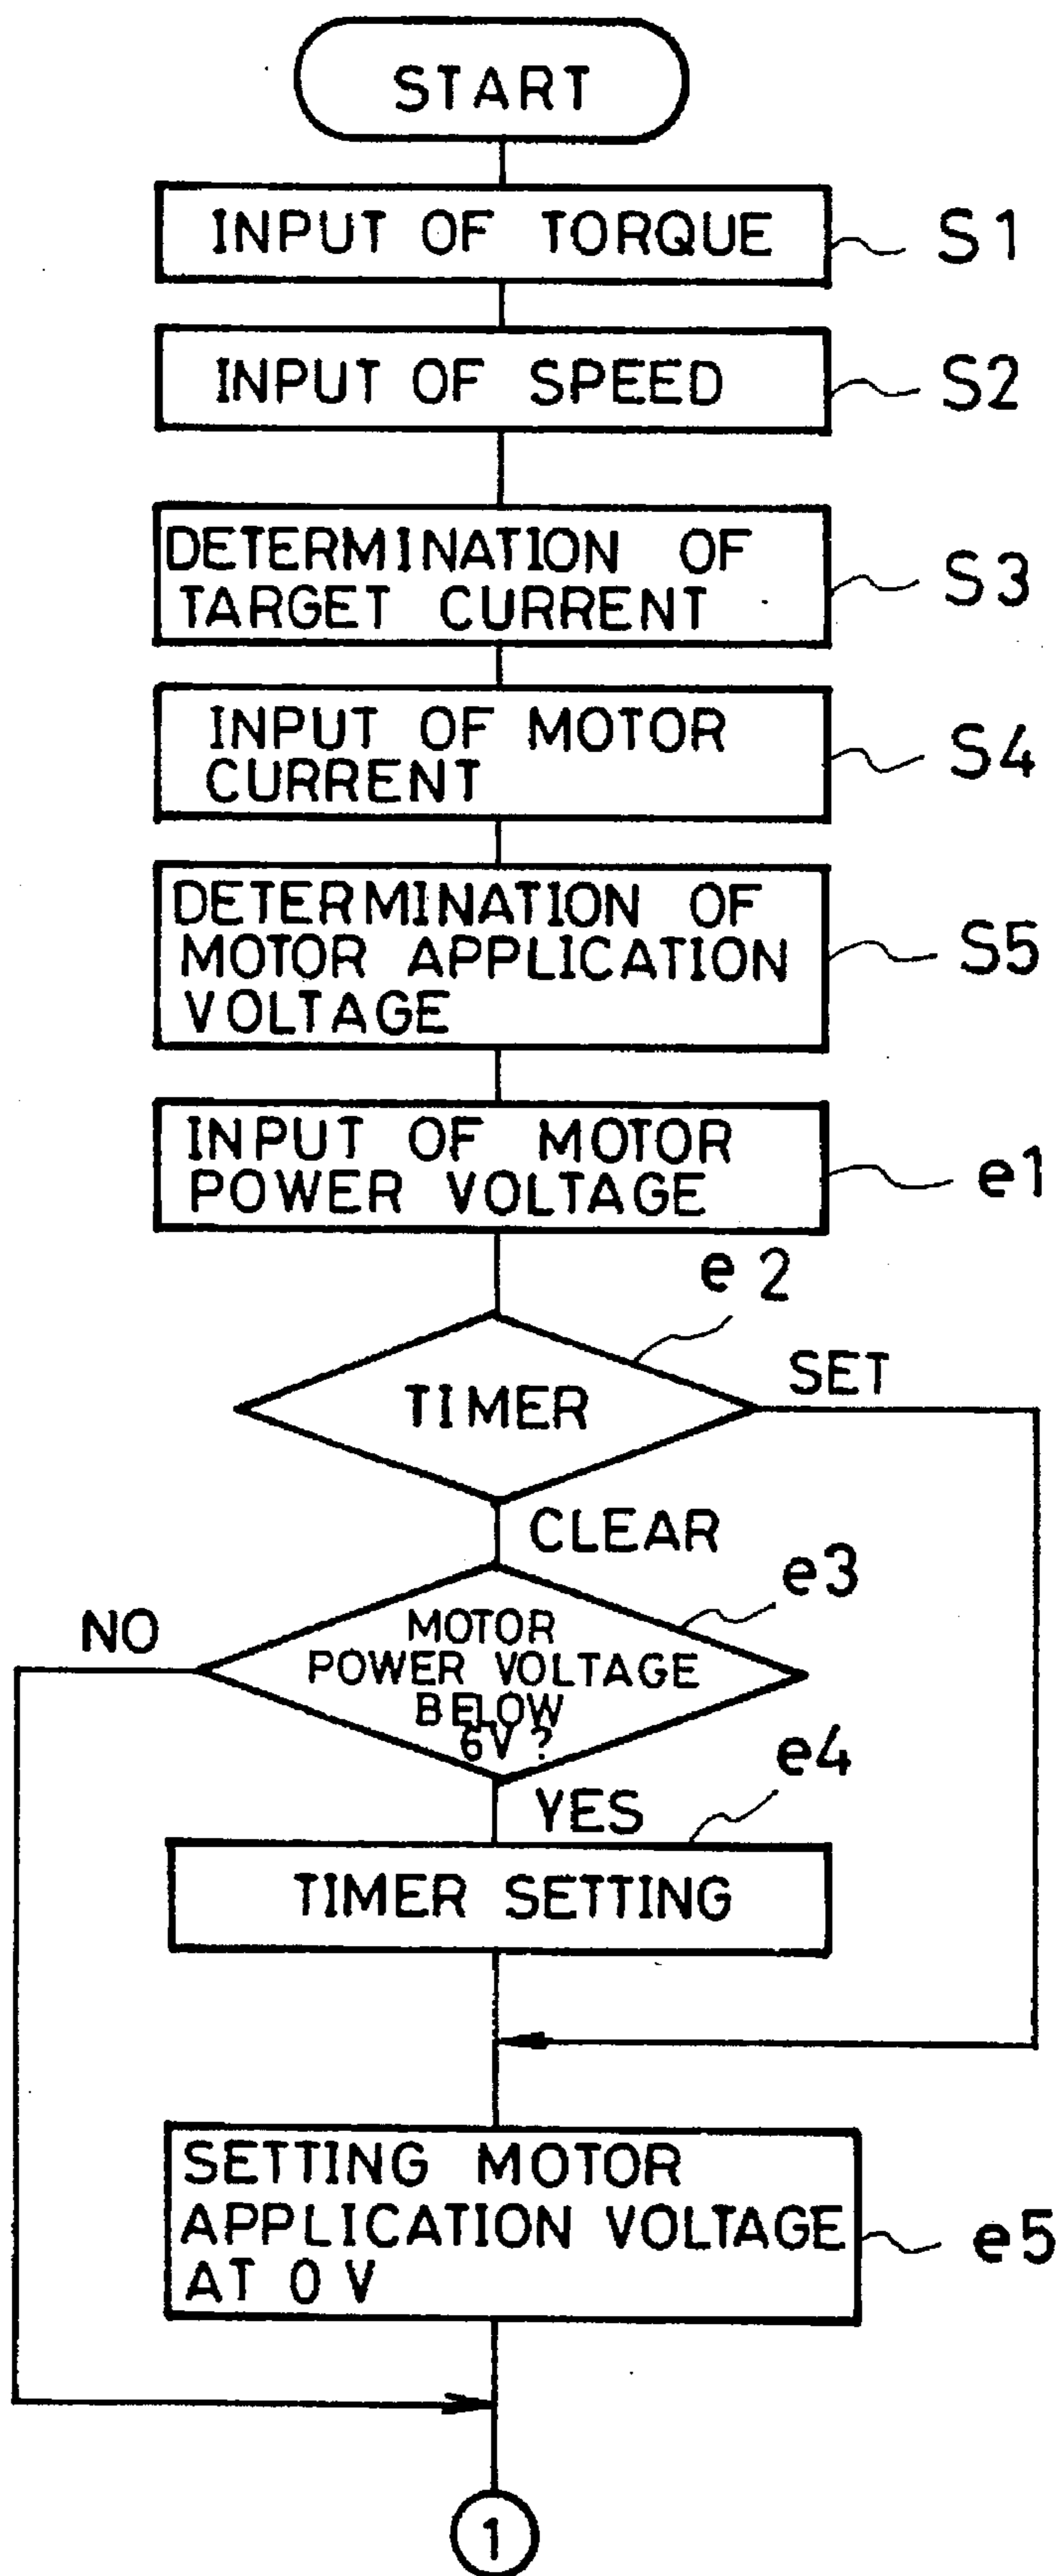 START
INPUT OF TORQUE
S1
INPUT OF SPEED
S2
DETERMINATION OF
TARGET CURRENT
S3
INPUT OF MOTOR
CURRENT
S4
DETERMINATION OF
MOTOR APPLICATION
VOLTAGE
S5
INPUT OF MOTOR
POWER VOLTAGE
e1
e2
TIMER
SET
CLEAR
e3
MOTOR
POWER VOLTAGE
BELOW
6V ?
NO
YES
e4
TIMER SETTING
SETTING MOTOR
APPLICATION VOLTAGE
AT 0 V
e5
1